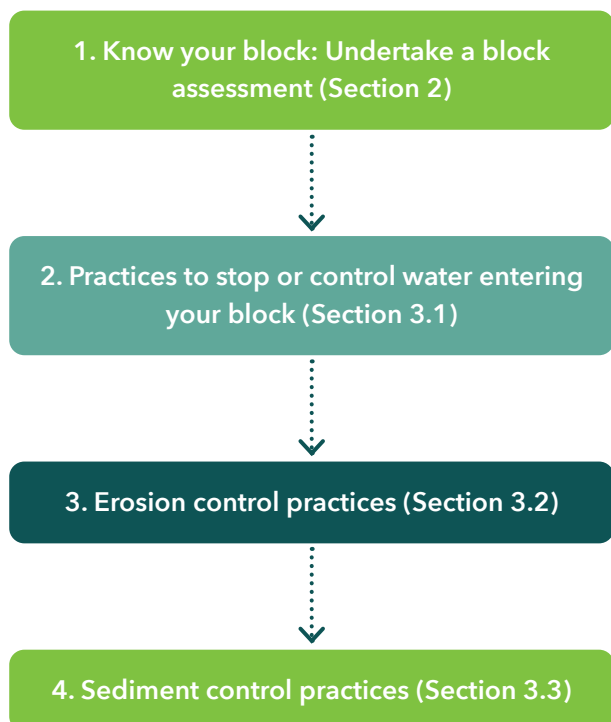 1. Know your block: Undertake a block
assessment (Section 2)
2. Practices to stop or control water entering
your block (Section 3.1)
3. Erosion control practices (Section 3.2)
4. Sediment control practices (Section 3.3)